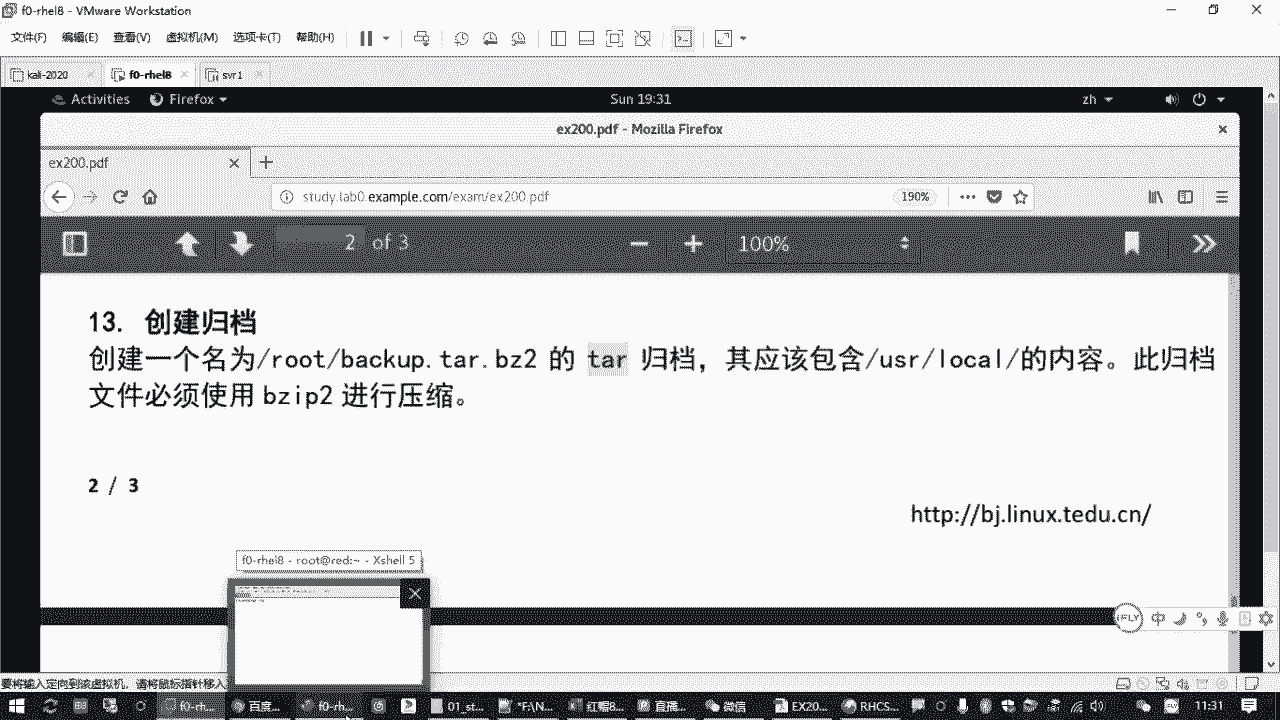 f0-rhel8 - VMware Workstation
文件(F) 编辑(E) 查看(V) 虚拟机(M) 选项卡(T) 帮助(H)
kali-2020 f0-rhel8 svr1
Activities Firefox Sun 19:31 zh
ex200.pdf - Mozilla Firefox
ex200.pdf
study.lab0.example.com/exam/ex200.pdf 190%
2 of 3 100%
13. 创建归档
创建一个名为/root/backup.tar.bz2 的 tar 归档，其应该包含/usr/local/的内容。此归档
文件必须使用 bzip2 进行压缩。
2 / 3
http://bj.linux.tedu.cn/
f0-rhel8 - root@red:~ - Xshell 5
iFLY 中
要将输入定向到该虚拟机，请将鼠标指针移入
f0-rh... 百度... f0-rh... 01_st... *F:\N... 红帽8... 直播... 微信 EX20... RHCS... 11:31